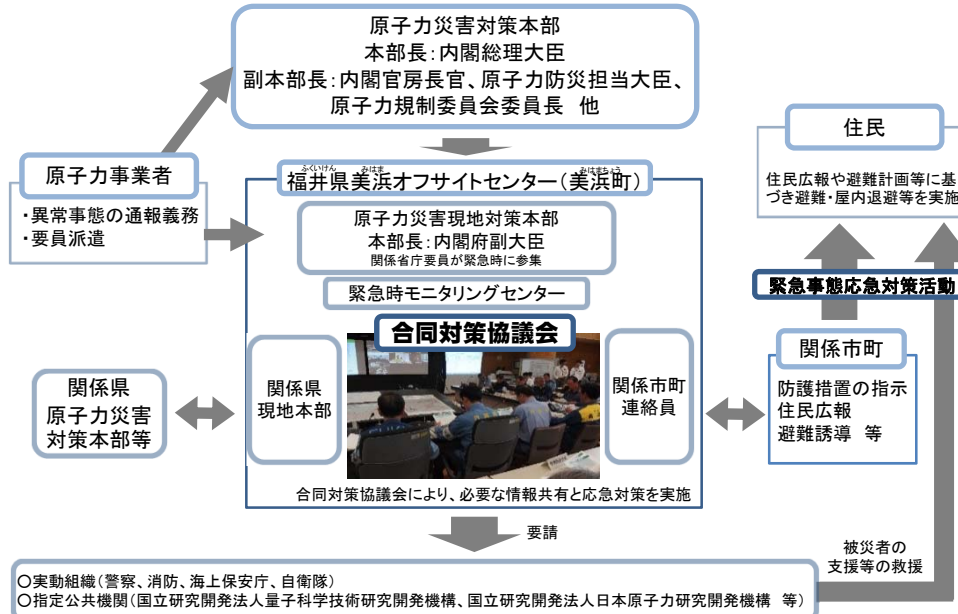 原子力災害対策本部
本部長：内閣総理大臣
副本部長：内閣官房長官、原子力防災担当大臣、
原子力規制委員会委員長　他
原子力事業者
・異常事態の通報義務
・要員派遣
ふくいけん みはま みはまちょう
福井県美浜オフサイトセンター（美浜町）
原子力災害現地対策本部
本部長：内閣府副大臣
関係省庁要員が緊急時に参集
緊急時モニタリングセンター
合同対策協議会
関係県
現地本部
関係市町
連絡員
合同対策協議会により、必要な情報共有と応急対策を実施
関係県
原子力災害
対策本部等
住民
住民広報や避難計画等に基
づき避難・屋内退避等を実施
緊急事態応急対策活動
関係市町
防護措置の指示
住民広報
避難誘導　等
要請
被災者の
支援等の救援
○実動組織（警察、消防、海上保安庁、自衛隊）
○指定公共機関（国立研究開発法人量子科学技術研究開発機構、国立研究開発法人日本原子力研究開発機構　等）